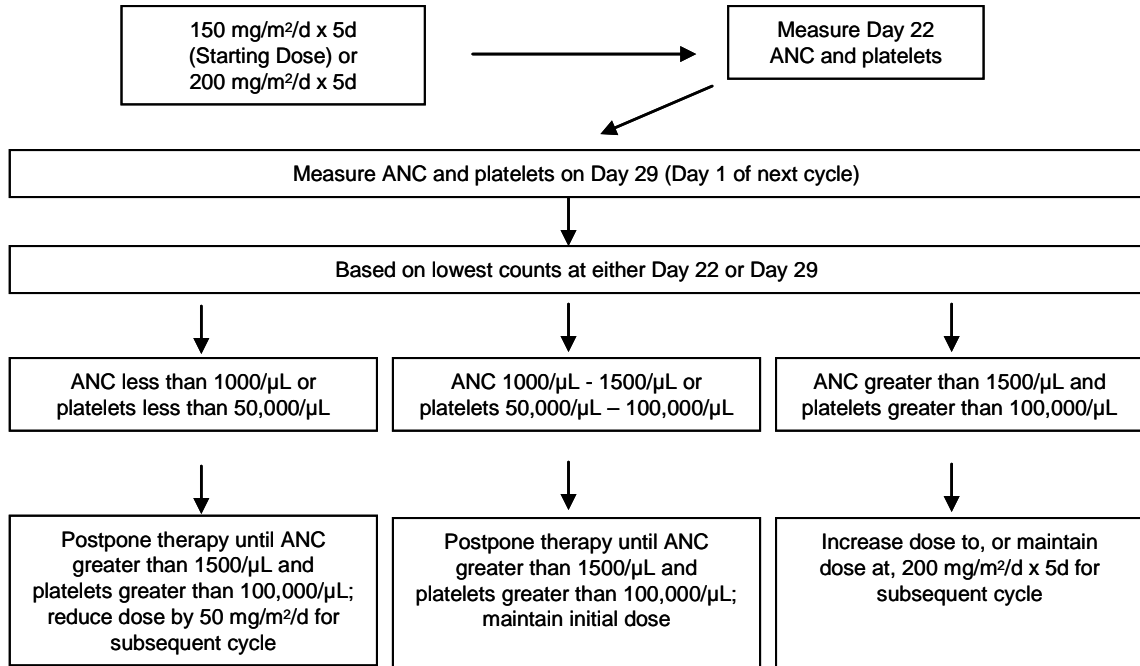 150 mg/m²/d x 5d
(Starting Dose) or
200 mg/m²/d x 5d
Measure Day 22
ANC and platelets
Measure ANC and platelets on Day 29 (Day 1 of next cycle)
Based on lowest counts at either Day 22 or Day 29
ANC less than 1000/µL or
platelets less than 50,000/µL
ANC 1000/µL - 1500/µL or
platelets 50,000/µL – 100,000/µL
ANC greater than 1500/µL and
platelets greater than 100,000/µL
Postpone therapy until ANC
greater than 1500/µL and
platelets greater than 100,000/µL;
reduce dose by 50 mg/m²/d for
subsequent cycle
Postpone therapy until ANC
greater than 1500/µL and
platelets greater than 100,000/µL;
maintain initial dose
Increase dose to, or maintain
dose at, 200 mg/m²/d x 5d for
subsequent cycle